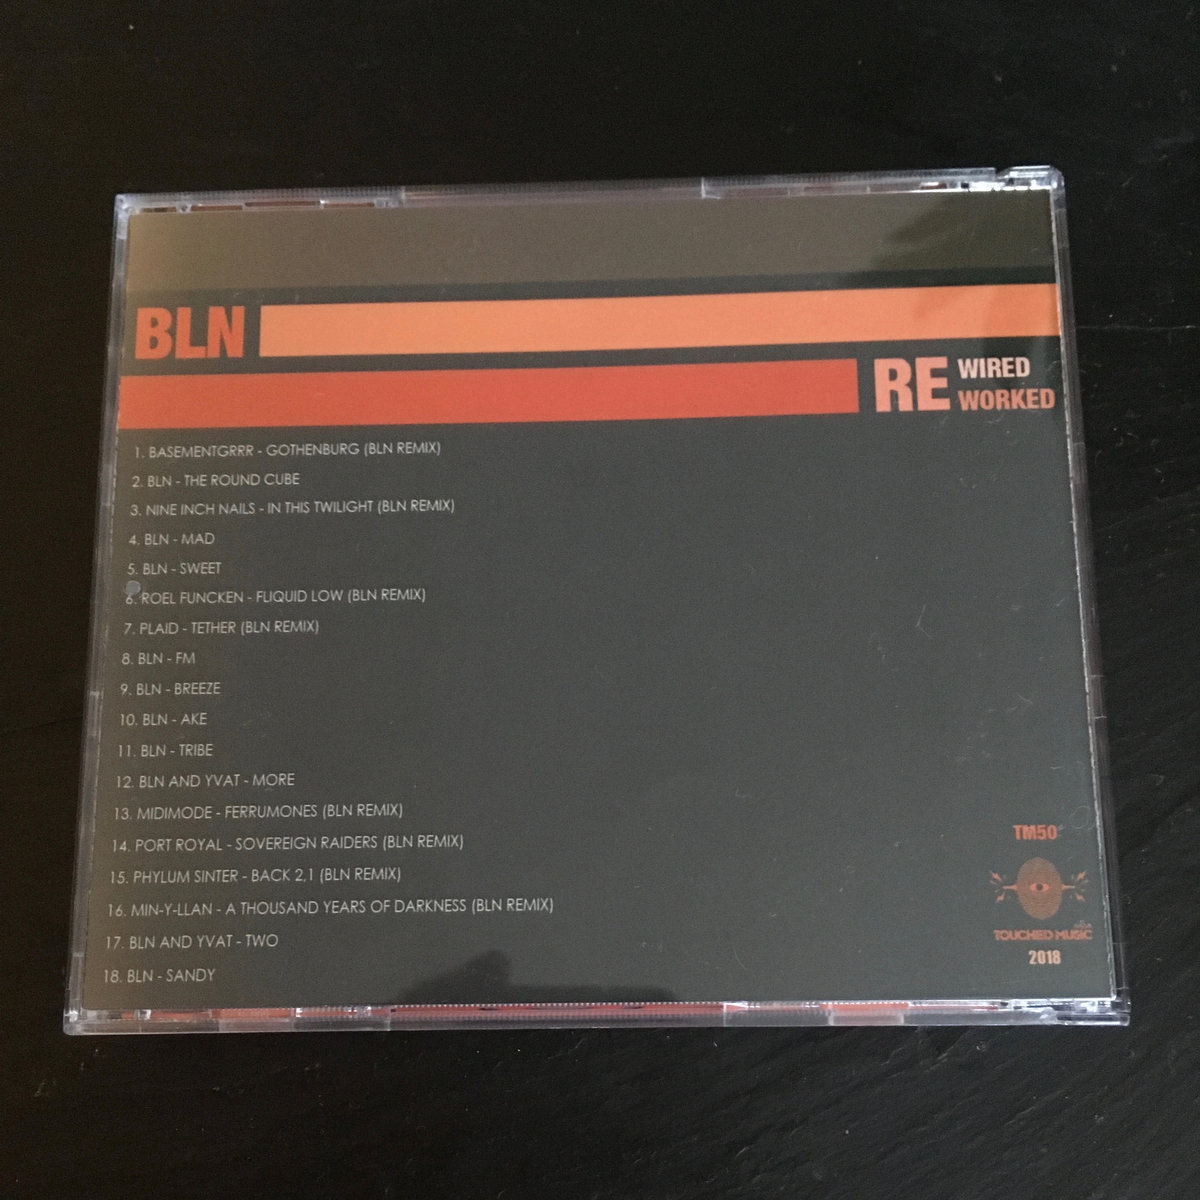 BLN
RE WIRED
WORKED
1. BASEMENTGRRR - GOTHENBURG (BLN REMIX)
2. BLN - THE ROUND CUBE
3. NINE INCH NAILS - IN THIS TWILIGHT (BLN REMIX)
4. BLN - MAD
5. BLN - SWEET
6. ROEL FUNCKEN - FLIQUID LOW (BLN REMIX)
7. PLAID - TETHER (BLN REMIX)
8. BLN - FM
9. BLN - BREEZE
10. BLN - AKE
11. BLN - TRIBE
12. BLN AND YVAT - MORE
13. MIDIMODE - FERRUMONES (BLN REMIX)
14. PORT ROYAL - SOVEREIGN RAIDERS (BLN REMIX)
15. PHYLUM SINTER - BACK 2,1 (BLN REMIX)
16. MIN-Y-LLAN - A THOUSAND YEARS OF DARKNESS (BLN REMIX)
17. BLN AND YVAT - TWO
18. BLN - SANDY
TM50
TOUCHED MUSIC
2018